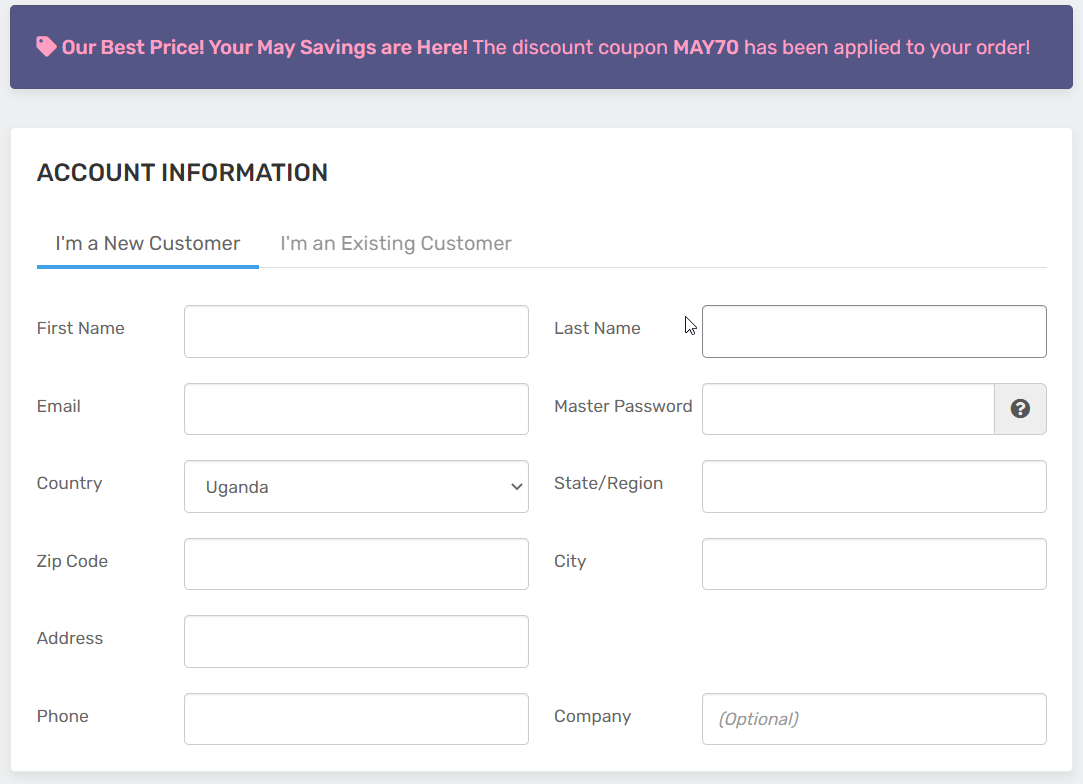 Our Best Price! Your May Savings are Here! The discount coupon MAY70 has been applied to your order!
ACCOUNT INFORMATION
I'm a New Customer I'm an Existing Customer
First Name Last Name
Email Master Password ?
Country Uganda State/Region
Zip Code City
Address
Phone Company (Optional)